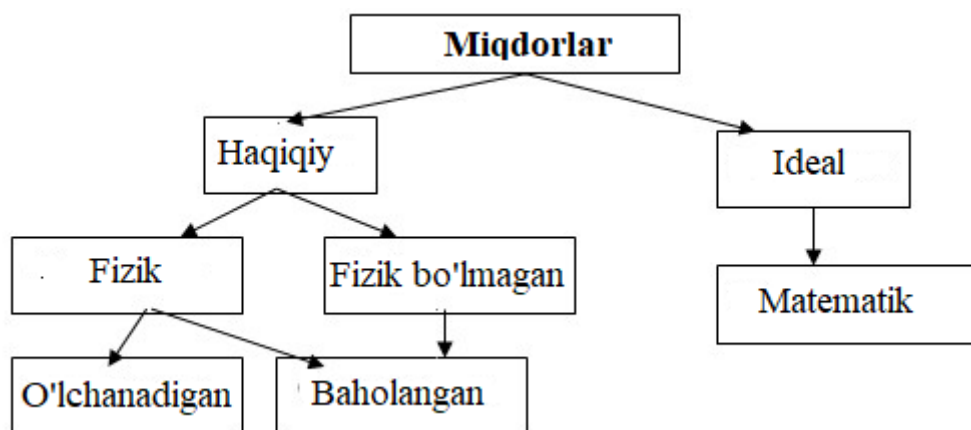 Miqdorlar
Haqiqiy
Ideal
Fizik
Fizik bo'lmagan
Matematik
O'lchanadigan
Baholangan